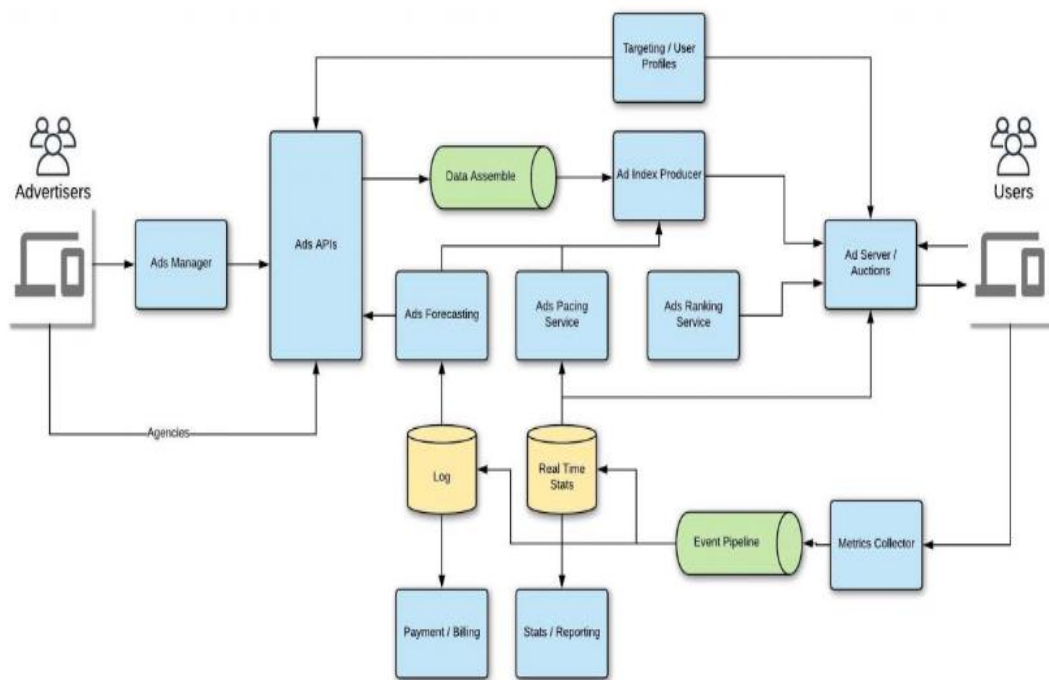 Targeting / User
Profiles
Advertisers
Users
Data Assemble
Ad Index Producer
Ads Manager
Ads APIs
Ad Server /
Auctions
Ads Forecasting
Ads Pacing
Service
Ads Ranking
Service
Agencies
Log
Real Time
Stats
Event Pipeline
Metrics Collector
Payment / Billing
Stats / Reporting